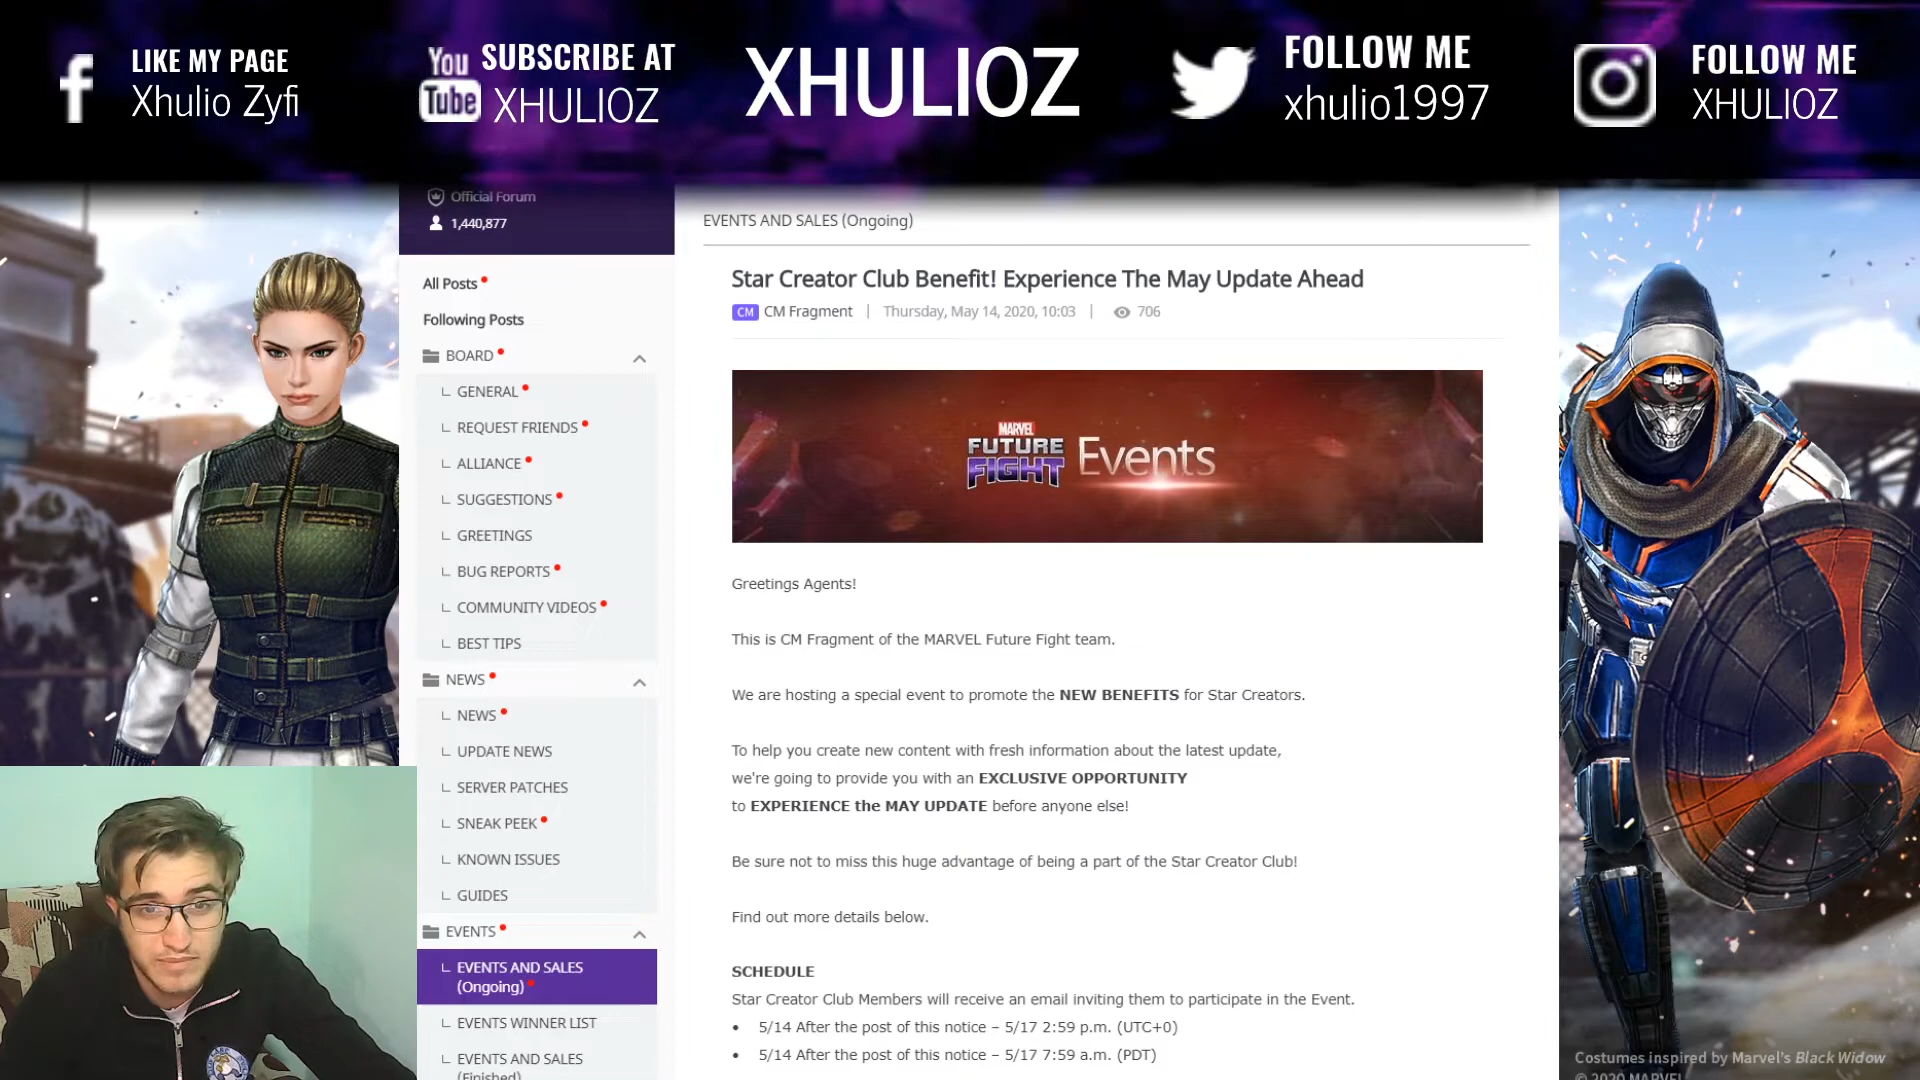 LIKE MY PAGE
Xhulio Zyfi
You
Tube
SUBSCRIBE AT
XHULIOZ
XHULIOZ
FOLLOW ME
xhulio1997
FOLLOW ME
XHULIOZ
Official Forum
1,440,877
All Posts
Following Posts
BOARD
GENERAL
REQUEST FRIENDS
ALLIANCE
SUGGESTIONS
GREETINGS
BUG REPORTS
COMMUNITY VIDEOS
BEST TIPS
NEWS
NEWS
UPDATE NEWS
SERVER PATCHES
SNEAK PEEK
KNOWN ISSUES
GUIDES
EVENTS
EVENTS AND SALES
(Ongoing)
EVENTS WINNER LIST
EVENTS AND SALES
(Finished)
EVENTS AND SALES (Ongoing)
Star Creator Club Benefit! Experience The May Update Ahead
CM CM Fragment | Thursday, May 14, 2020, 10:03 | 706
MARVEL
FUTURE
FIGHT
Events
Greetings Agents!
This is CM Fragment of the MARVEL Future Fight team.
We are hosting a special event to promote the NEW BENEFITS for Star Creators.
To help you create new content with fresh information about the latest update,
we're going to provide you with an EXCLUSIVE OPPORTUNITY
to EXPERIENCE the MAY UPDATE before anyone else!
Be sure not to miss this huge advantage of being a part of the Star Creator Club!
Find out more details below.
SCHEDULE
Star Creator Club Members will receive an email inviting them to participate in the Event.
• 5/14 After the post of this notice – 5/17 2:59 p.m. (UTC+0)
• 5/14 After the post of this notice – 5/17 7:59 a.m. (PDT)
Costumes inspired by Marvel's Black Widow
© 2020 MARVEL